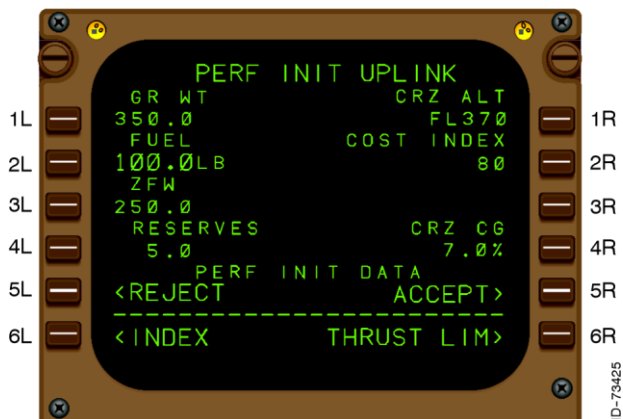 PERF INIT UPLINK
GR WT CRZ ALT
1L 350.0 FL370 1R
FUEL COST INDEX
2L 100.0LB 80 2R
ZFW
3L 250.0 3R
RESERVES CRZ CG
4L 5.0 7.0% 4R
PERF INIT DATA
5L <REJECT ACCEPT> 5R
6L <INDEX THRUST LIM> 6R
ID-73425